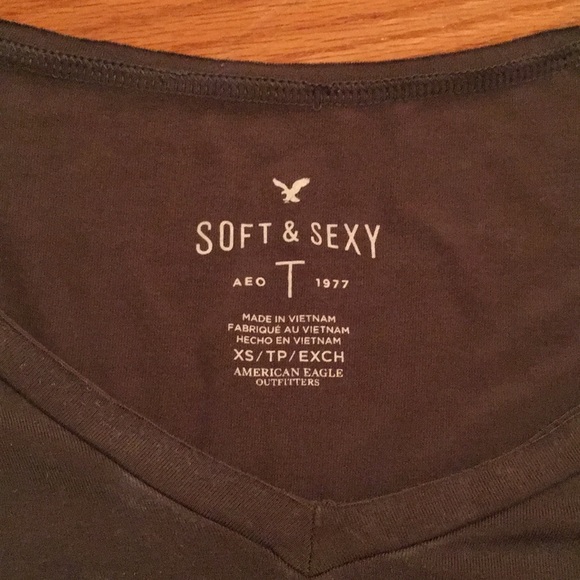 SOFT & SEXY
AEO T 1977
MADE IN VIETNAM
FABRIQUÉ AU VIETNAM
HECHO EN VIETNAM
XS/TP/EXCH
AMERICAN EAGLE
OUTFITTERS